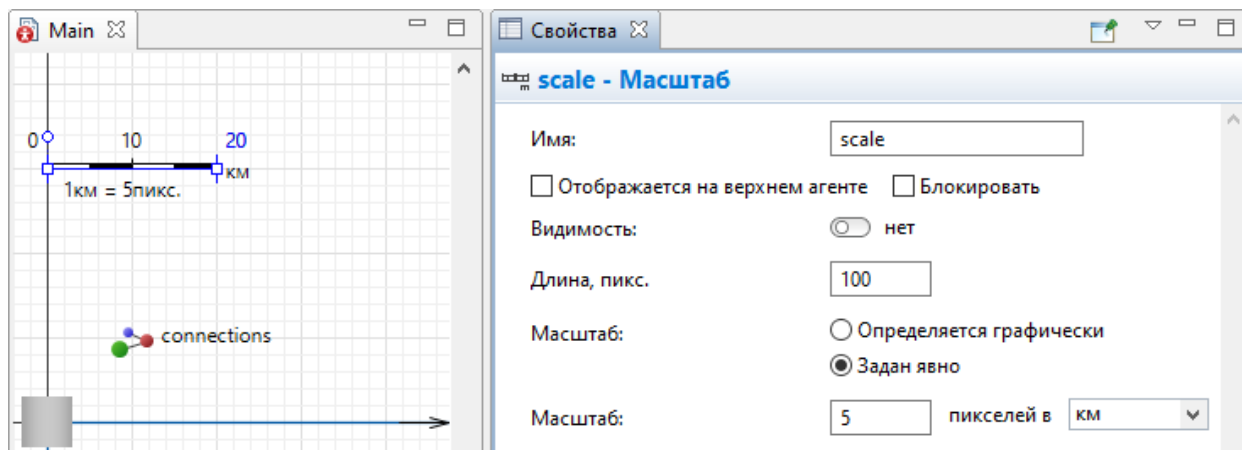 Main
0 10 20
км
1км = 5пикс.
connections
Свойства
scale - Масштаб
Имя: scale
Отображается на верхнем агенте Блокировать
Видимость: нет
Длина, пикс. 100
Масштаб: Определяется графически
Задан явно
Масштаб: 5 пикселей в км